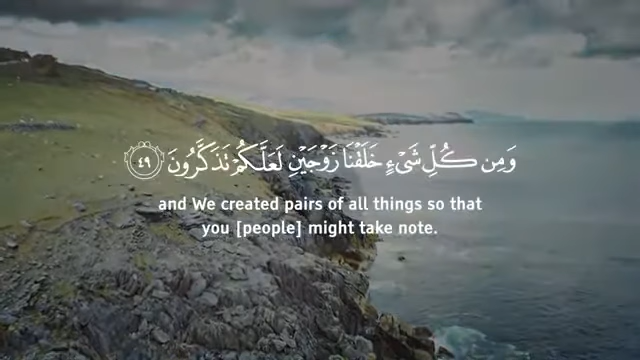 وَمِن كُلِّ شَىْءٍ خَلَقْنَا زَوْجَيْنِ لَعَلَّكُمْ تَذَكَّرُونَ ٤٩
and We created pairs of all things so that
you [people] might take note.